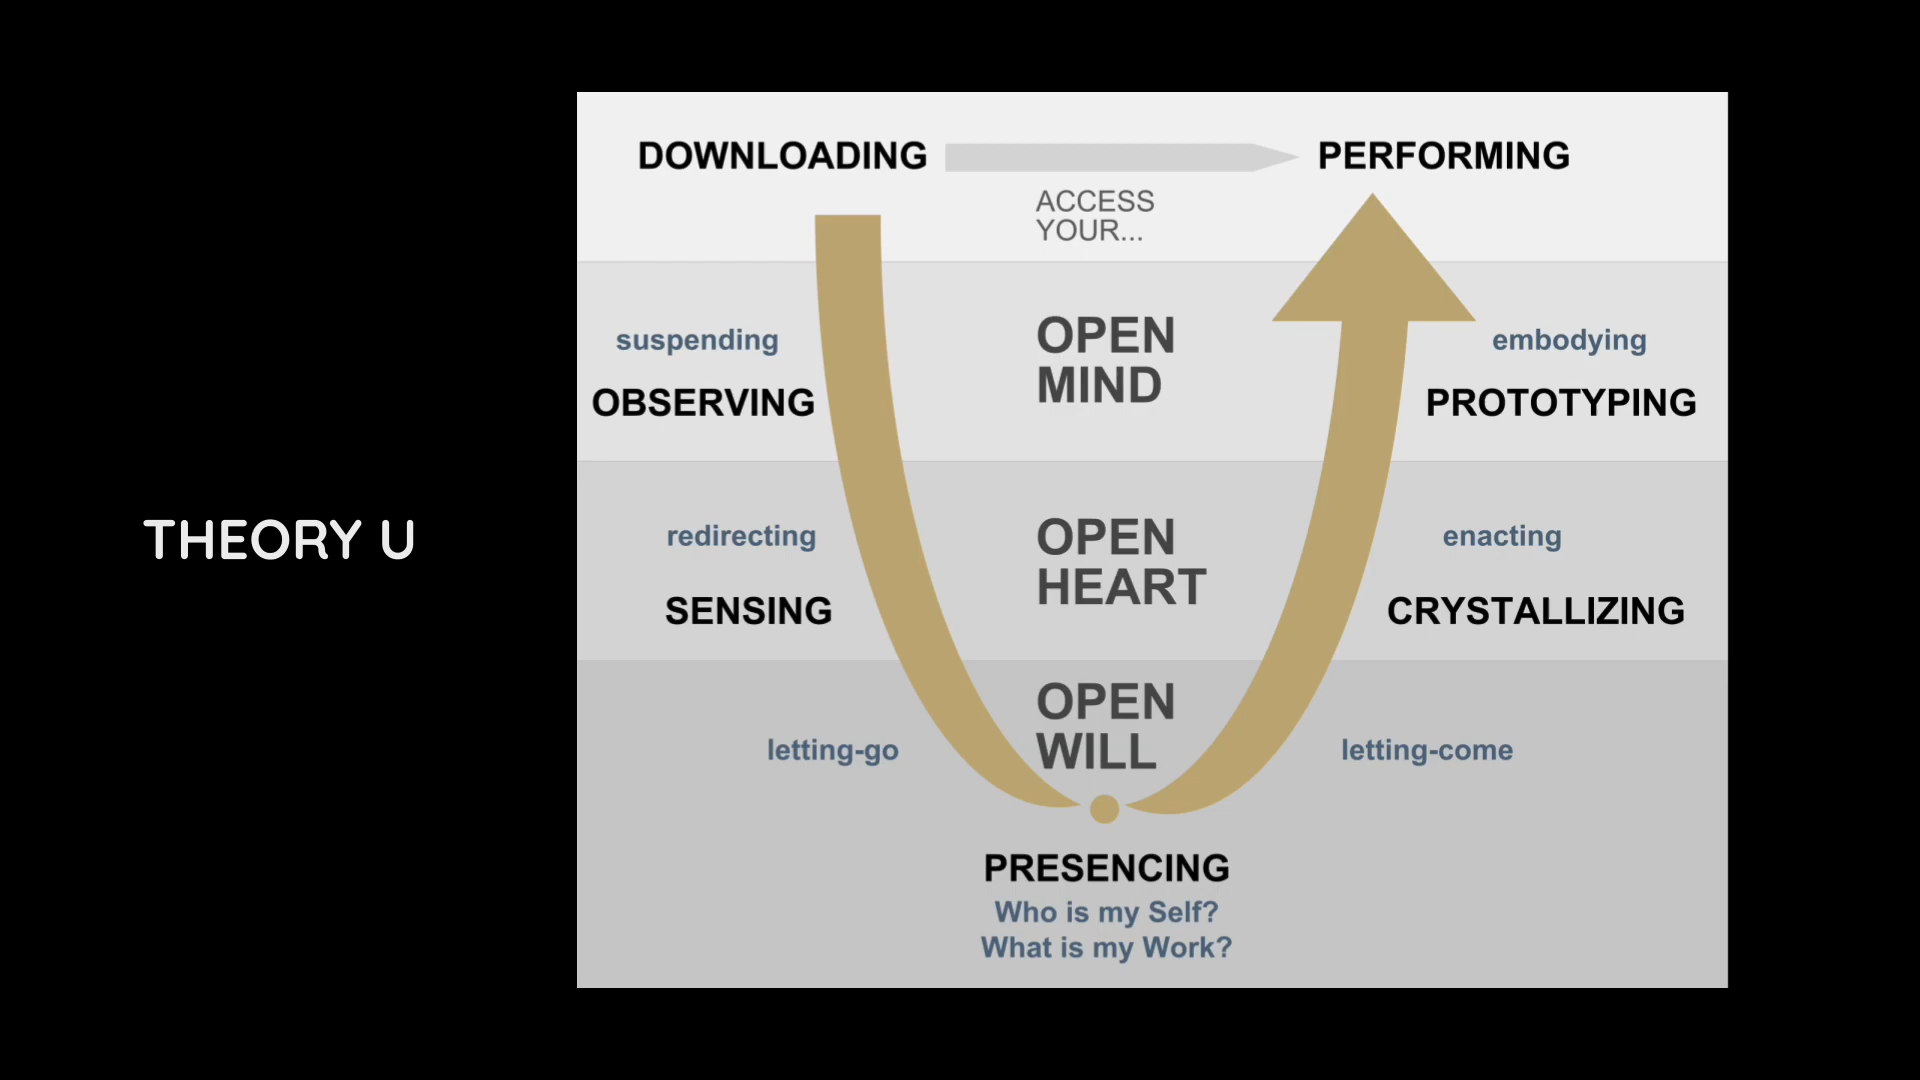 THEORY U
DOWNLOADING
PERFORMING
ACCESS
YOUR...
suspending
OBSERVING
OPEN
MIND
embodying
PROTOTYPING
redirecting
SENSING
OPEN
HEART
enacting
CRYSTALLIZING
letting-go
OPEN
WILL
letting-come
PRESENCING
Who is my Self?
What is my Work?